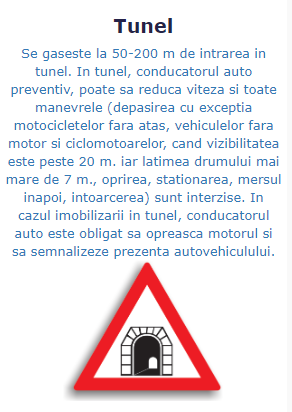 Tunel
Se gaseste la 50-200 m de intrarea in
tunel. In tunel, conducatorul auto
preventiv, poate sa reduca viteza si toate
manevrele (depasirea cu exceptia
motocicletelor fara atas, vehiculelor fara
motor si ciclomotoarelor, cand vizibilitatea
este peste 20 m. iar latimea drumului mai
mare de 7 m., oprirea, stationarea, mersul
inapoi, intoarcerea) sunt interzise. In
cazul imobilizarii in tunel, conducatorul
auto este obligat sa opreasca motorul si
sa semnalizeze prezenta autovehiculului.